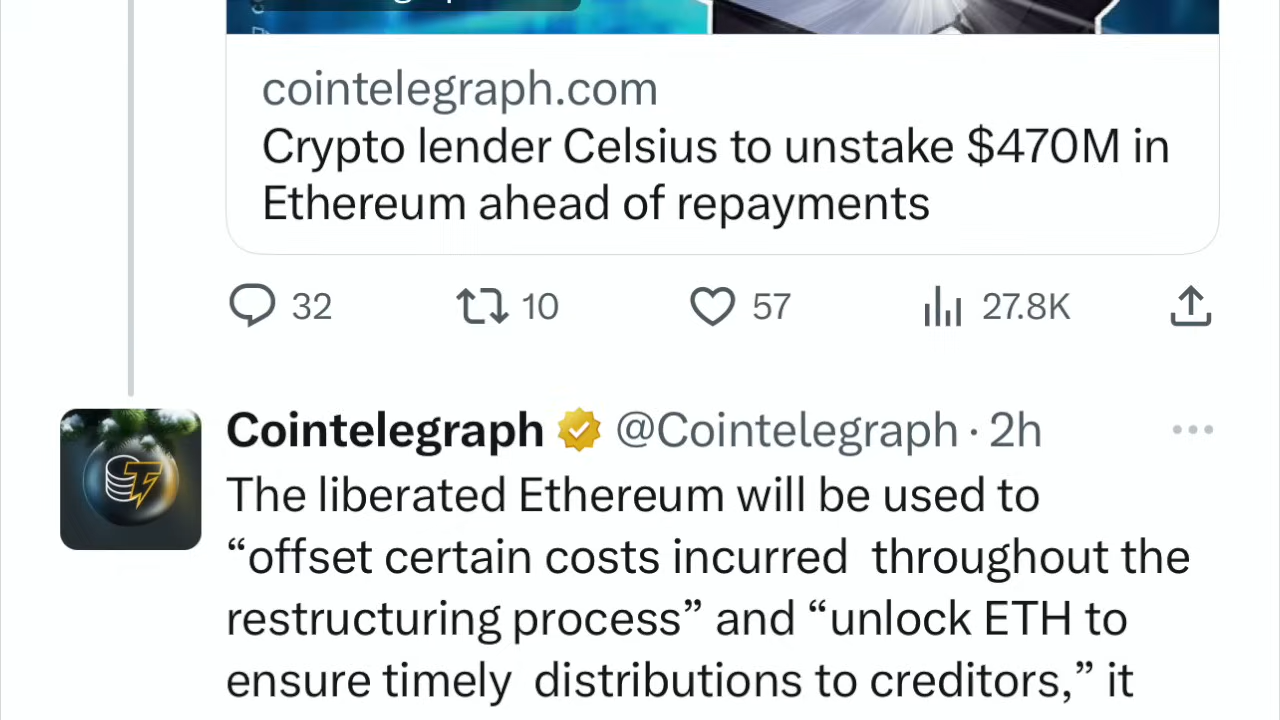 cointelegraph.com
Crypto lender Celsius to unstake $470M in
Ethereum ahead of repayments
32 10 57 27.8K
Cointelegraph @Cointelegraph · 2h
The liberated Ethereum will be used to
“offset certain costs incurred  throughout the
restructuring process” and “unlock ETH to
ensure timely  distributions to creditors,” it